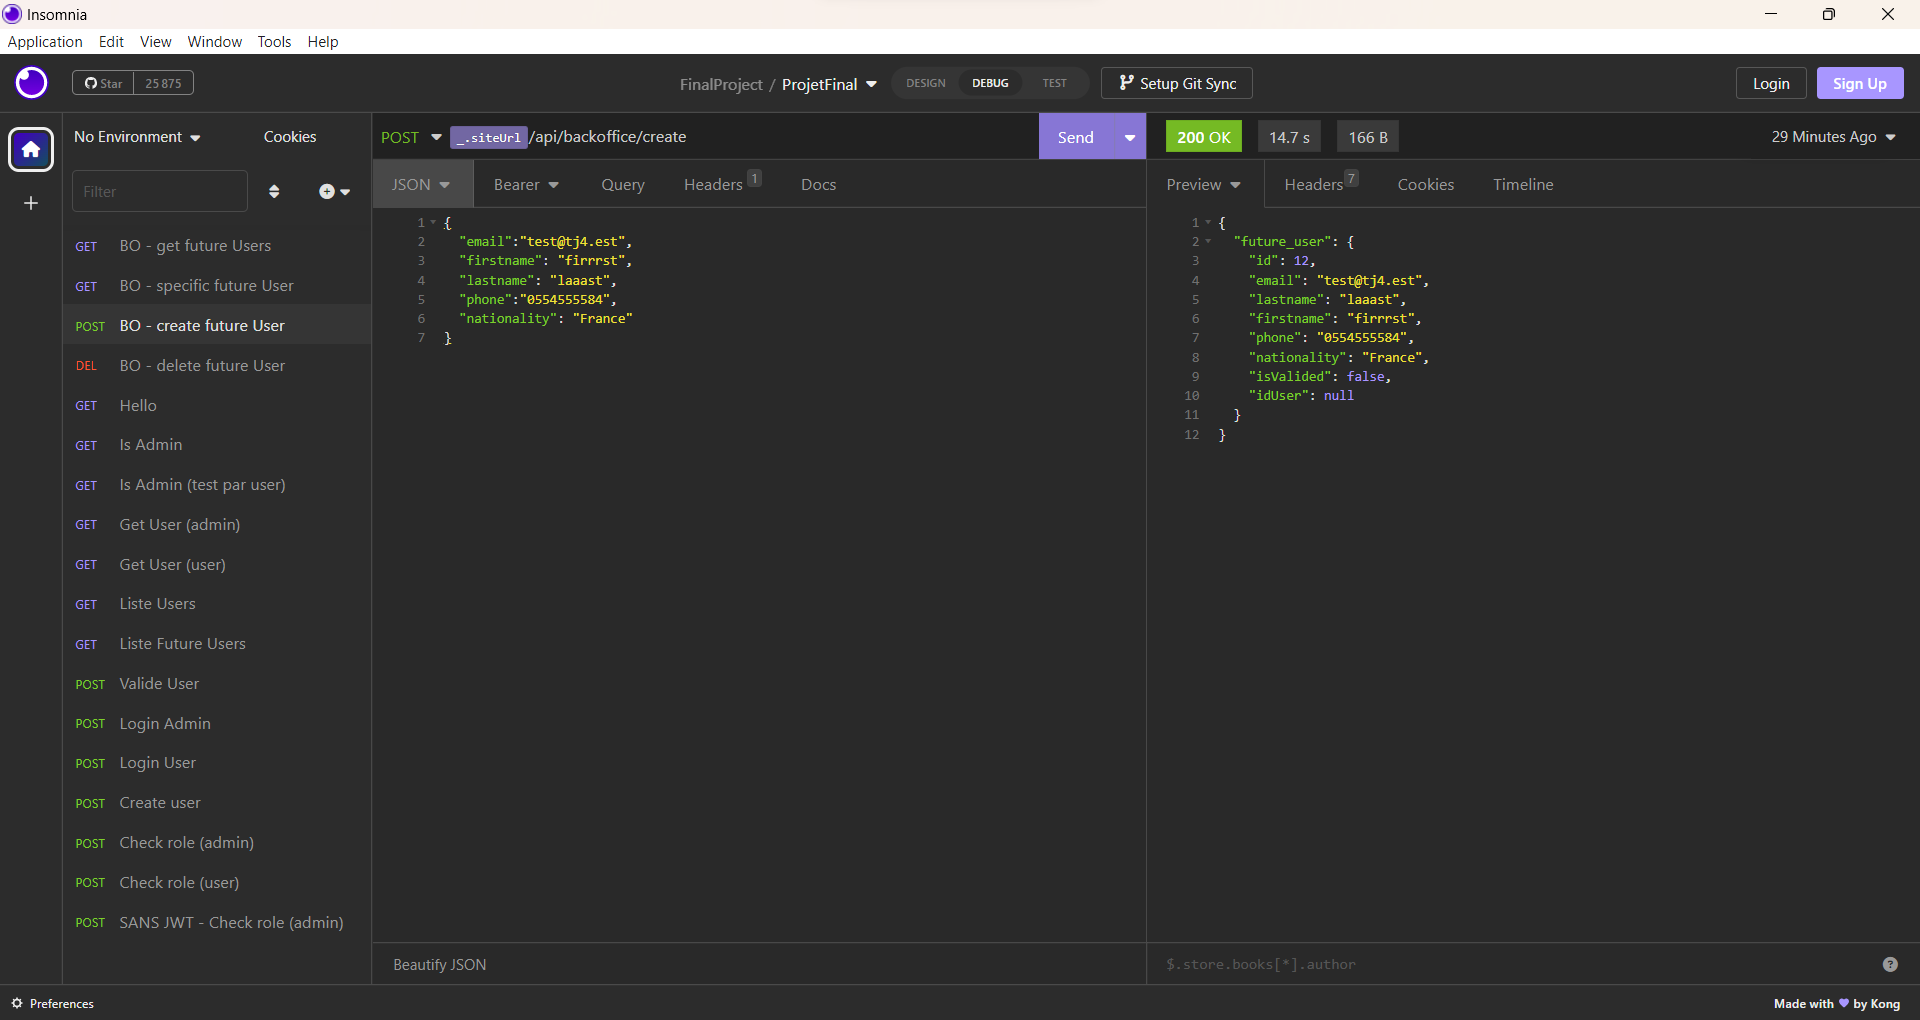 Insomnia
Application Edit View Window Tools Help
Star 25 875
FinalProject / ProjetFinal
DESIGN DEBUG TEST
Setup Git Sync
Login
Sign Up
No Environment
Cookies
Filter
GET BO - get future Users
GET BO - specific future User
POST BO - create future User
DEL BO - delete future User
GET Hello
GET Is Admin
GET Is Admin (test par user)
GET Get User (admin)
GET Get User (user)
GET Liste Users
GET Liste Future Users
POST Valide User
POST Login Admin
POST Login User
POST Create user
POST Check role (admin)
POST Check role (user)
POST SANS JWT - Check role (admin)
POST _.siteUrl /api/backoffice/create
Send
JSON Bearer Query Headers 1 Docs
1 {
2 "email":"test@tj4.est",
3 "firstname": "firrrst",
4 "lastname": "laaast",
5 "phone":"0554555584",
6 "nationality": "France"
7 }
Beautify JSON
200 OK 14.7 s 166 B
29 Minutes Ago
Preview Headers 7 Cookies Timeline
1 {
2 "future_user": {
3 "id": 12,
4 "email": "test@tj4.est",
5 "lastname": "laaast",
6 "firstname": "firrrst",
7 "phone": "0554555584",
8 "nationality": "France",
9 "isValided": false,
10 "idUser": null
11 }
12 }
$.store.books[*].author
?
Preferences
Made with ♥ by Kong